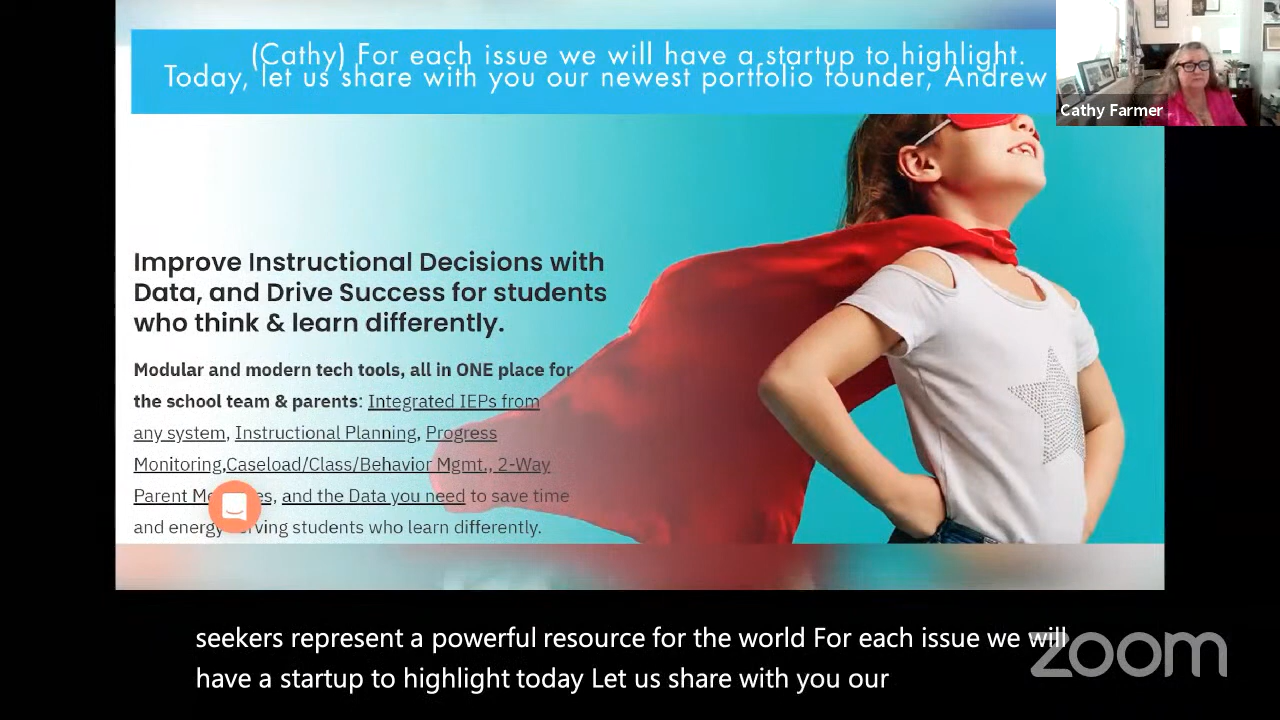 (Cathy) For each issue we will have a startup to highlight.
Today, let us share with you our newest portfolio founder, Andrew
Cathy Farmer
Improve Instructional Decisions with
Data, and Drive Success for students
who think & learn differently.
Modular and modern tech tools, all in ONE place for
the school team & parents: Integrated IEPs from
any system, Instructional Planning, Progress
Monitoring,Caseload/Class/Behavior Mgmt., 2-Way
Parent and the Data you need to save time
and energy students who learn differently.
seekers represent a powerful resource for the world For each issue we will
have a startup to highlight today Let us share with you our
zoom